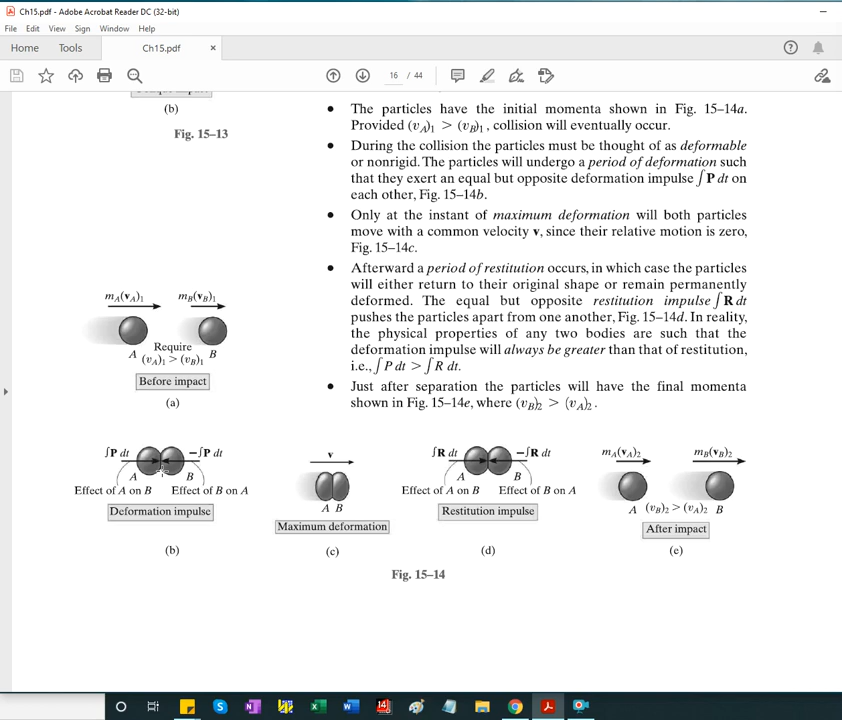 Ch15.pdf - Adobe Acrobat Reader DC (32-bit)
File Edit View Sign Window Help
Home Tools Ch15.pdf ×
16 / 44
(b)
Fig. 15–13
• The particles have the initial momenta shown in Fig. 15–14a.
Provided (vA)1 > (vB)1, collision will eventually occur.
• During the collision the particles must be thought of as deformable
or nonrigid. The particles will undergo a period of deformation such
that they exert an equal but opposite deformation impulse ∫P dt on
each other, Fig. 15–14b.
• Only at the instant of maximum deformation will both particles
move with a common velocity v, since their relative motion is zero,
Fig. 15–14c.
• Afterward a period of restitution occurs, in which case the particles
will either return to their original shape or remain permanently
deformed. The equal but opposite restitution impulse ∫R dt
pushes the particles apart from one another, Fig. 15–14d. In reality,
the physical properties of any two bodies are such that the
deformation impulse will always be greater than that of restitution,
i.e., ∫P dt > ∫R dt.
• Just after separation the particles will have the final momenta
shown in Fig. 15–14e, where (vB)2 > (vA)2.
mA(vA)1 mB(vB)1
Require
A (vA)1 > (vB)1 B
Before impact
(a)
∫P dt −∫P dt
A B
Effect of A on B Effect of B on A
Deformation impulse
(b)
v
A B
Maximum deformation
(c)
∫R dt −∫R dt
A B
Effect of A on B Effect of B on A
Restitution impulse
(d)
mA(vA)2 mB(vB)2
A (vB)2 > (vA)2 B
After impact
(e)
Fig. 15–14